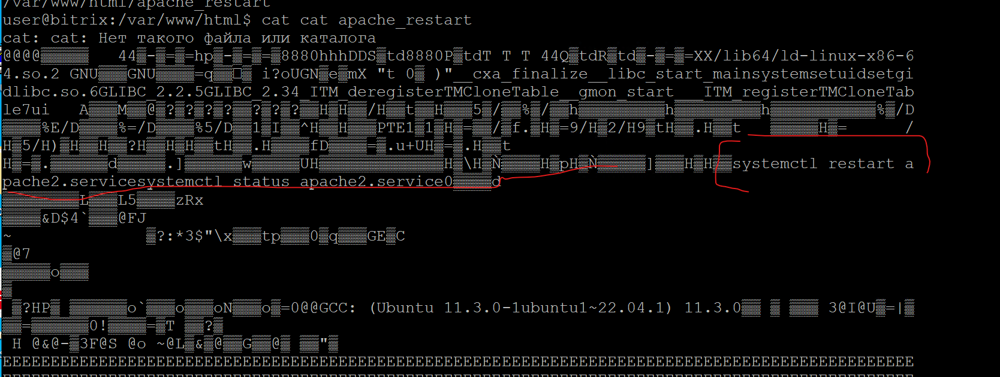 /var/www/html/apache_restart
user@bitrix:/var/www/html$ cat cat apache_restart
cat: cat: Нет такого файла или каталога
@@@@▒▒▒▒▒   44▒-▒=▒=hp▒-▒=▒=▒8880hhhDDS▒td8880P▒tdT T T 44Q▒tdR▒td▒-▒=▒=XX/lib64/ld-linux-x86-6
4.so.2 GNU▒▒▒GNU▒▒▒▒=q▒▒□▒ i?oUGN▒e▒mX "t 0▒ )"__cxa_finalize__libc_start_mainsystemsetuidsetgi
dlibc.so.6GLIBC_2.2.5GLIBC_2.34_ITM_deregisterTMCloneTable__gmon_start___ITM_registerTMCloneTab
le7ui   A▒▒▒M▒▒@▒?▒?▒?▒?▒▒?▒?▒?▒▒H▒H▒▒/H▒▒t▒▒H▒▒▒5▒/▒▒%▒/▒▒h▒▒▒▒▒▒▒▒▒h▒▒▒▒▒▒▒▒▒h▒▒▒▒▒▒▒▒▒▒▒%▒/D
▒▒▒▒%E/D▒▒▒▒%=/D▒▒▒▒%5/D▒▒1▒I▒▒^H▒▒H▒▒▒PTE1▒1▒H▒=▒▒/▒f.▒H▒=9/H▒2/H9▒tH▒▒.H▒▒t   ▒▒▒▒▒H▒=      /
H▒5/H)▒H▒▒H▒▒?H▒▒H▒H▒▒tH▒▒.H▒▒▒▒fD▒▒▒▒=▒.u+UH▒=▒.H▒▒t
H▒=▒.▒▒▒▒▒▒d▒▒▒▒▒.]▒▒▒▒▒▒w▒▒▒▒▒UH▒▒▒▒▒▒▒▒▒▒▒▒▒H▒\H▒Ǹ▒▒▒▒H▒pH▒Ǹ▒▒▒▒▒]▒▒▒H▒H▒▒systemctl restart a
pache2.servicesystemctl status apache2.service0▒▒▒▒d
▒▒▒▒▒▒▒▒L▒▒▒L5▒▒▒▒zRx
▒▒▒▒&D$4`▒▒▒@FJ
~              ▒?:*3$"\x▒▒▒tp▒▒▒0▒q▒▒▒GE▒C
▒@7
▒▒▒▒▒o▒▒▒
▒
 ▒?HP▒ ▒▒▒▒▒▒o`▒▒▒o▒▒▒oN▒▒▒o▒=0@@GCC: (Ubuntu 11.3.0-1ubuntu1~22.04.1) 11.3.0▒▒ ▒ ▒▒▒ 3@I@U▒=|▒
▒▒=▒▒▒▒▒▒0!▒▒▒▒=▒T ▒▒?▒
 H @&@-▒3F@S @o ~@L▒&▒@▒▒G▒▒@▒ ▒▒"▒
EEEEEEEEEEEEEEEEEEEEEEEEEEEEEEEEEEEEEEEEEEEEEEEEEEEEEEEEEEEEEEEEEEEEEEEEEEEEEEEEEEEEEEEEEEEEEEE